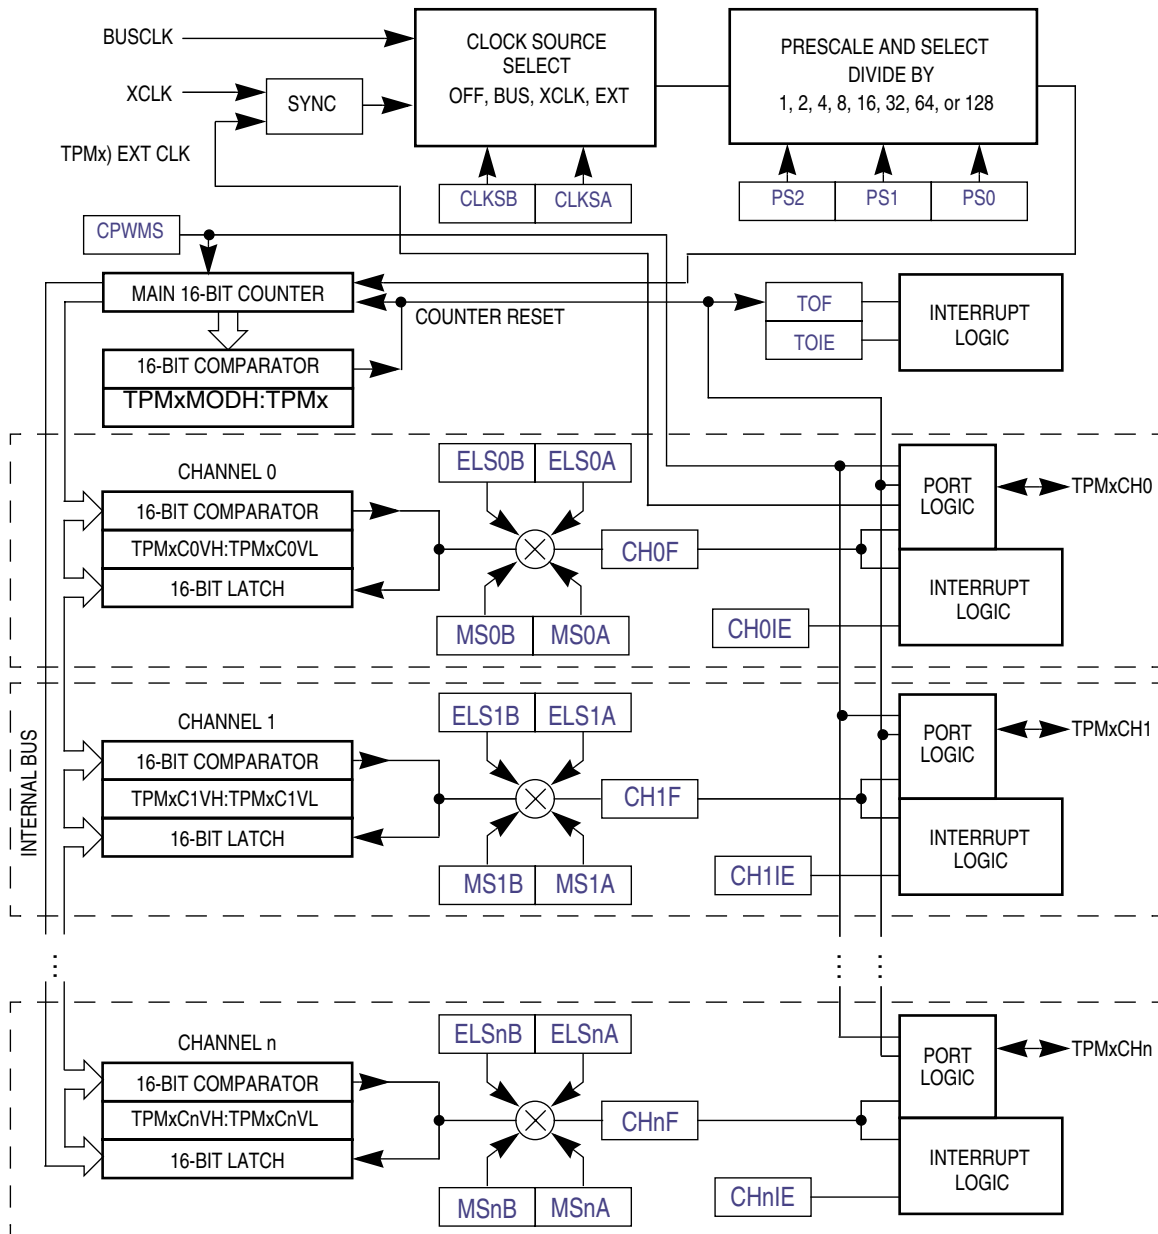 BUSCLK
XCLK
SYNC
TPMx) EXT CLK
CLOCK SOURCE
SELECT
OFF, BUS, XCLK, EXT
PRESCALE AND SELECT
DIVIDE BY
1, 2, 4, 8, 16, 32, 64, or 128
CLKSB
CLKSA
PS2
PS1
PS0
CPWMS
MAIN 16-BIT COUNTER
COUNTER RESET
TOF
TOIE
INTERRUPT
LOGIC
16-BIT COMPARATOR
TPMxMODH:TPMx
CHANNEL 0
16-BIT COMPARATOR
TPMxC0VH:TPMxC0VL
16-BIT LATCH
ELS0B
ELS0A
MS0B
MS0A
CH0F
CH0IE
PORT
LOGIC
TPMxCH0
INTERRUPT
LOGIC
INTERNAL BUS
CHANNEL 1
16-BIT COMPARATOR
TPMxC1VH:TPMxC1VL
16-BIT LATCH
ELS1B
ELS1A
MS1B
MS1A
CH1F
CH1IE
PORT
LOGIC
TPMxCH1
INTERRUPT
LOGIC
...
... ...
CHANNEL n
16-BIT COMPARATOR
TPMxCnVH:TPMxCnVL
16-BIT LATCH
ELSnB
ELSnA
MSnB
MSnA
CHnF
CHnIE
PORT
LOGIC
TPMxCHn
INTERRUPT
LOGIC